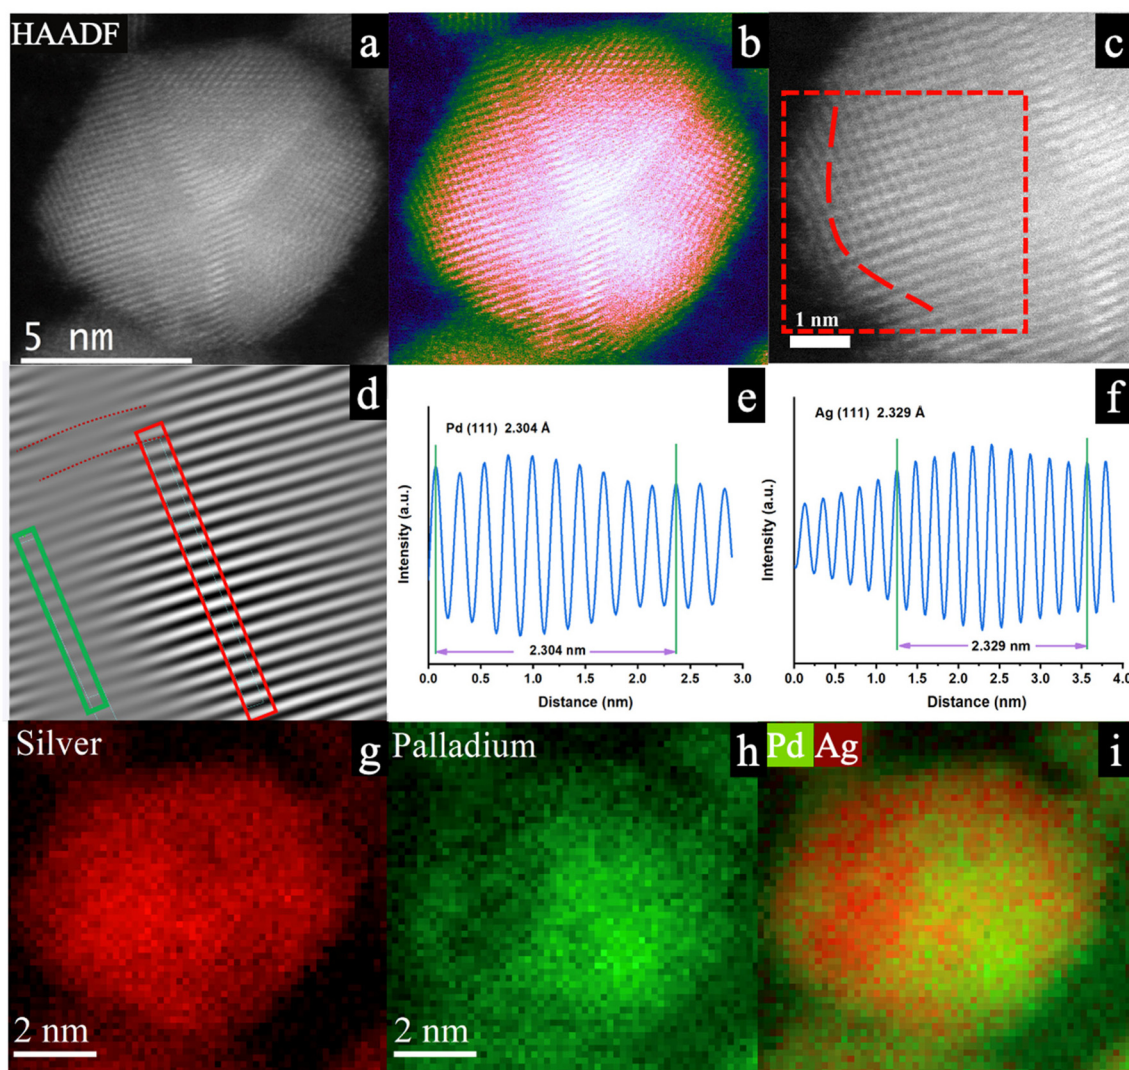 HAADF
a
b
c
5 nm
1 nm
d
e
Pd (111) 2.304 Å
Intensity (a.u.)
2.304 nm
0.0 0.5 1.0 1.5 2.0 2.5 3.0
Distance (nm)
f
Ag (111) 2.329 Å
Intensity (a.u.)
2.329 nm
0.0 0.5 1.0 1.5 2.0 2.5 3.0 3.5 4.0
Distance (nm)
Silver
g
2 nm
Palladium
h
2 nm
Pd Ag
i